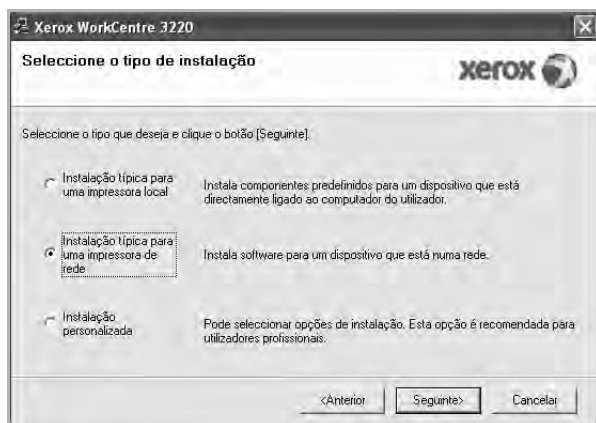 Xerox WorkCentre 3220
Seleccione o tipo de instalação
xerox
Seleccione o tipo que deseja e clique o botão [Seguinte].
Instalação típica para
uma impressora local
Instala componentes predefinidos para um dispositivo que está
directamente ligado ao computador do utilizador.
Instalação típica para
uma impressora de
rede
Instala software para um dispositivo que está numa rede.
Instalação
personalizada
Pode seleccionar opções de instalação. Esta opção é recomendada para
utilizadores profissionais.
<Anterior
Seguinte>
Cancelar